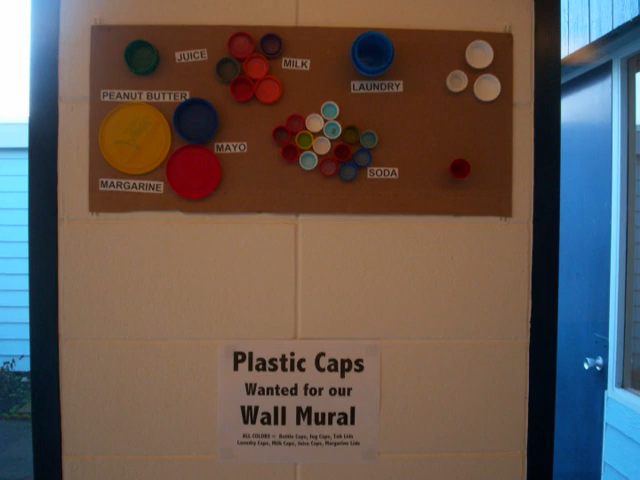 JUICE
MILK
LAUNDRY
PEANUT BUTTER
MAYO
MARGARINE
SODA
Plastic Caps
Wanted for our
Wall Mural
ALL COLORS - Bottle Caps, Jug Caps, Tub Lids
Laundry Caps, Milk Caps, Juice Caps, Margarine Lids